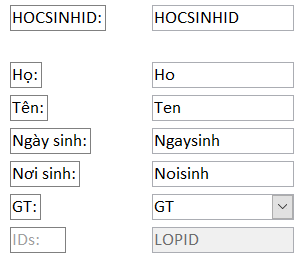 HOCSINHID: HOCSINHID
Họ: Ho
Tên: Ten
Ngày sinh: Ngaysinh
Nơi sinh: Noisinh
GT: GT
IDs: LOPID